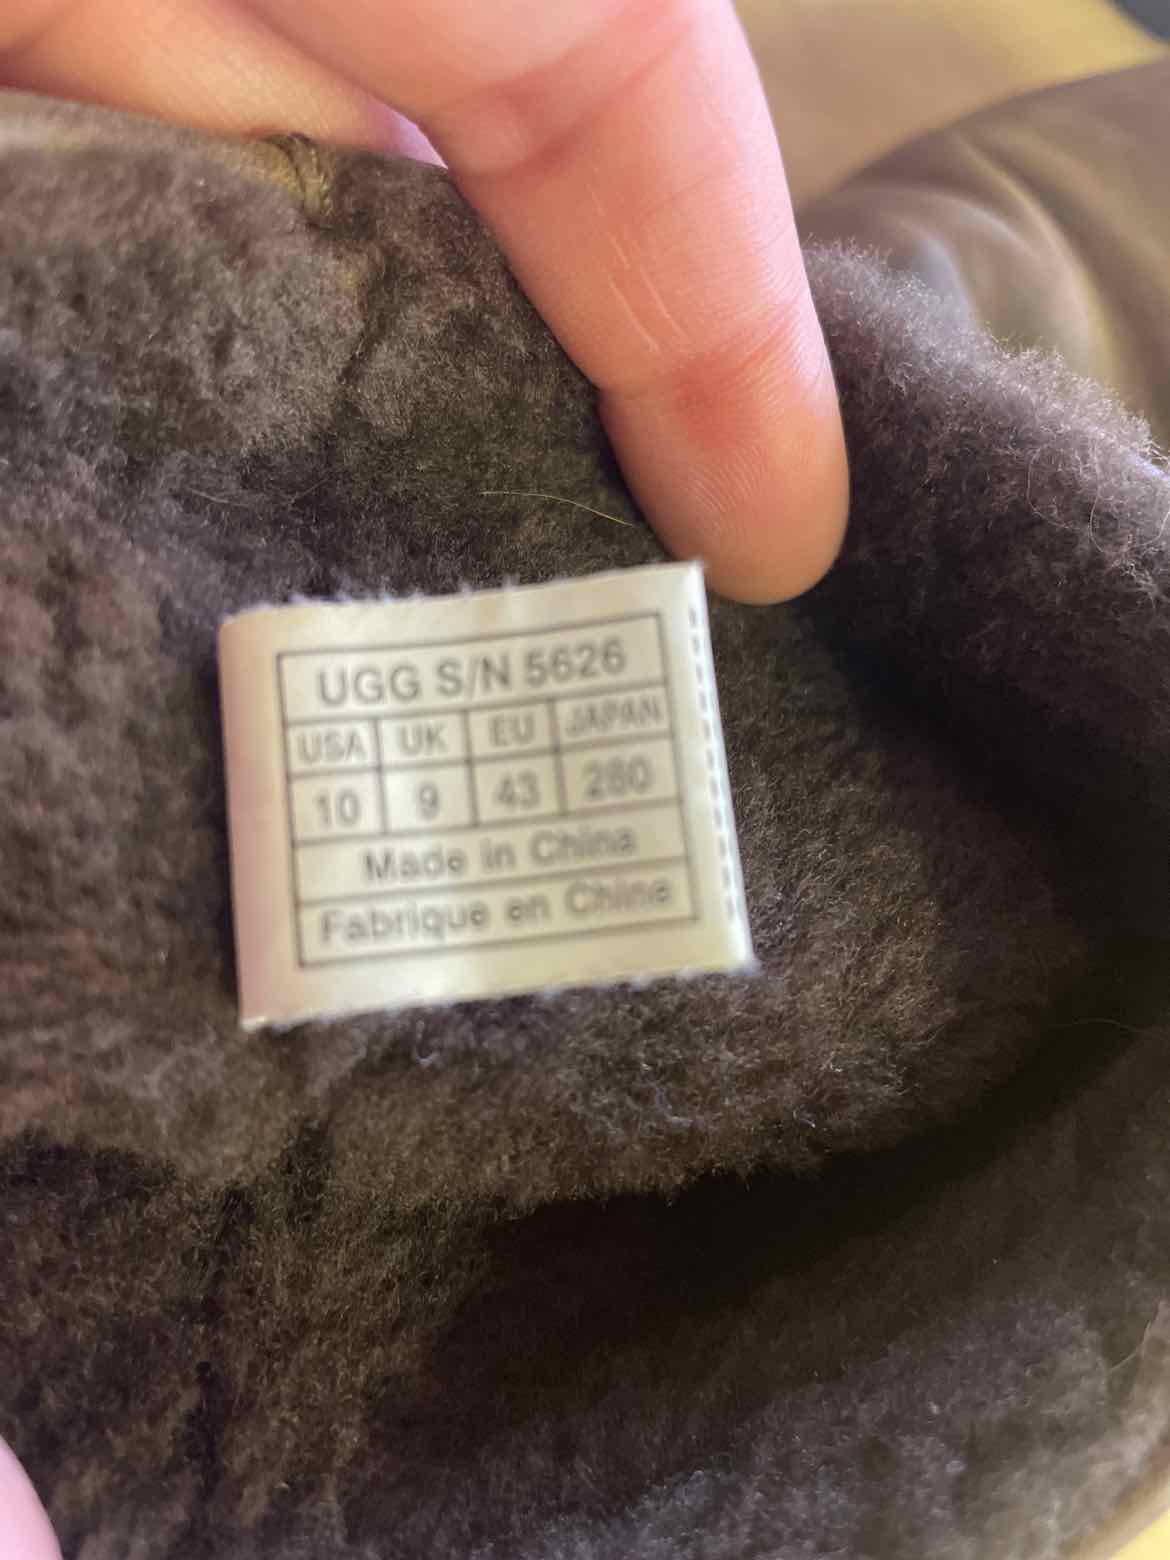 UGG S/N 5626
USA UK EU JAPAN
10 9 43 280
Made in China
Fabrique en Chine